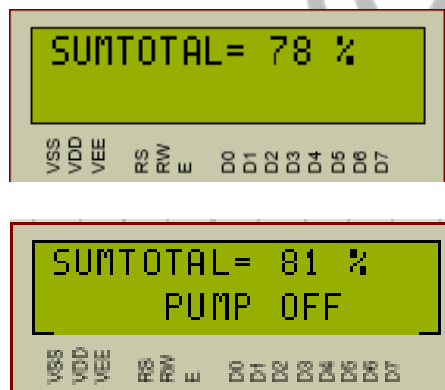 SUMTOTAL= 78 %
VSS VDD VEE RS RW E D0 D1 D2 D3 D4 D5 D6 D7
SUMTOTAL= 81 %
PUMP OFF
VSS VDD VEE RS RW E D0 D1 D2 D3 D4 D5 D6 D7